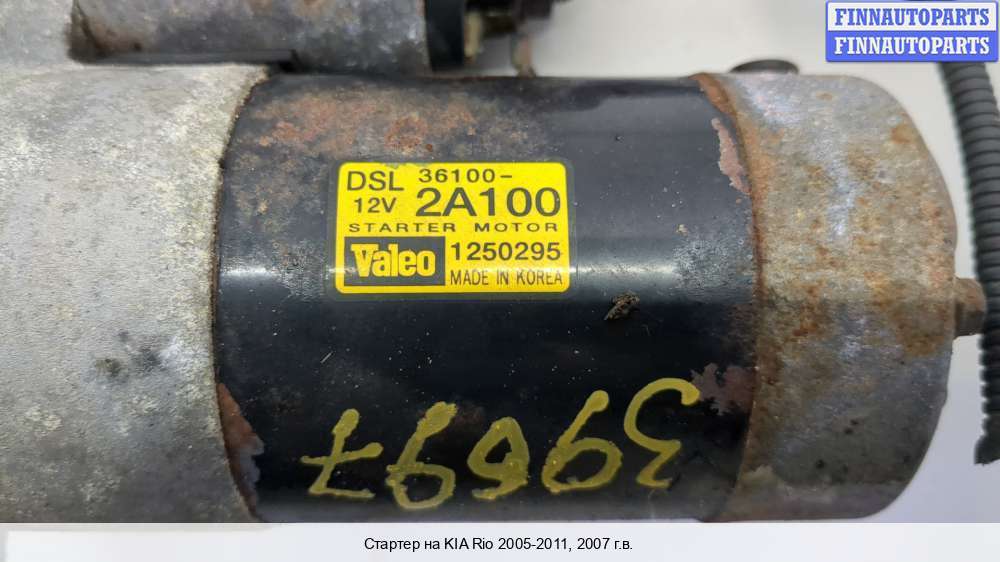 FINNAUTOPARTS
FINNAUTOPARTS
DSL 36100-
12V 2A100
STARTER MOTOR
Valeo 1250295
MADE IN KOREA
Стартер на KIA Rio 2005-2011, 2007 г.в.